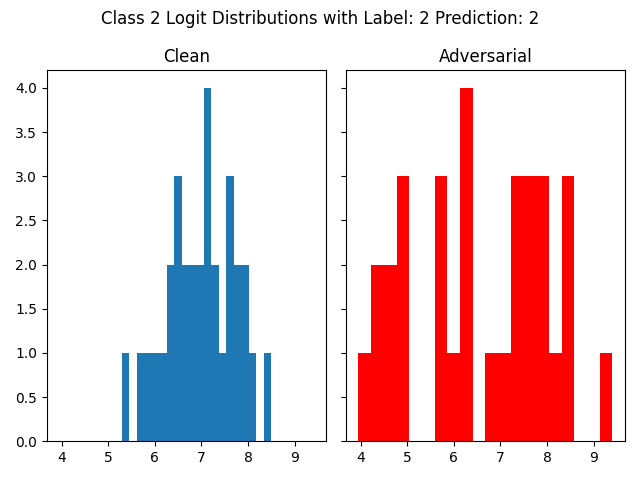 Class 2 Logit Distributions with Label: 2 Prediction: 2
Clean
Adversarial
4.0
3.5
3.0
2.5
2.0
1.5
1.0
0.5
0.0
4 5 6 7 8 9
4 5 6 7 8 9